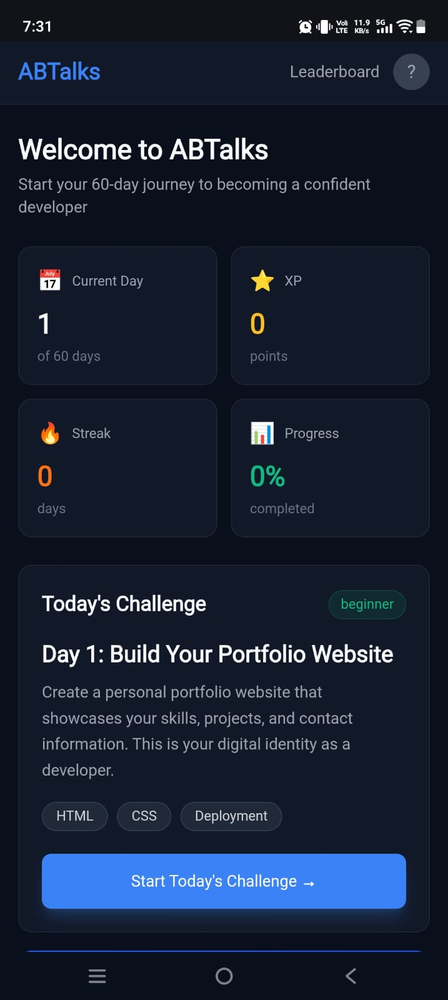 7:31
Vo) LTE
11.9 KB/s
5G
ABTalks
Leaderboard
?
Welcome to ABTalks
Start your 60-day journey to becoming a confident
developer
July
17
Current Day
1
of 60 days
XP
0
points
Streak
0
days
Progress
0%
completed
Today's Challenge
beginner
Day 1: Build Your Portfolio Website
Create a personal portfolio website that
showcases your skills, projects, and contact
information. This is your digital identity as a
developer.
HTML
CSS
Deployment
Start Today's Challenge →